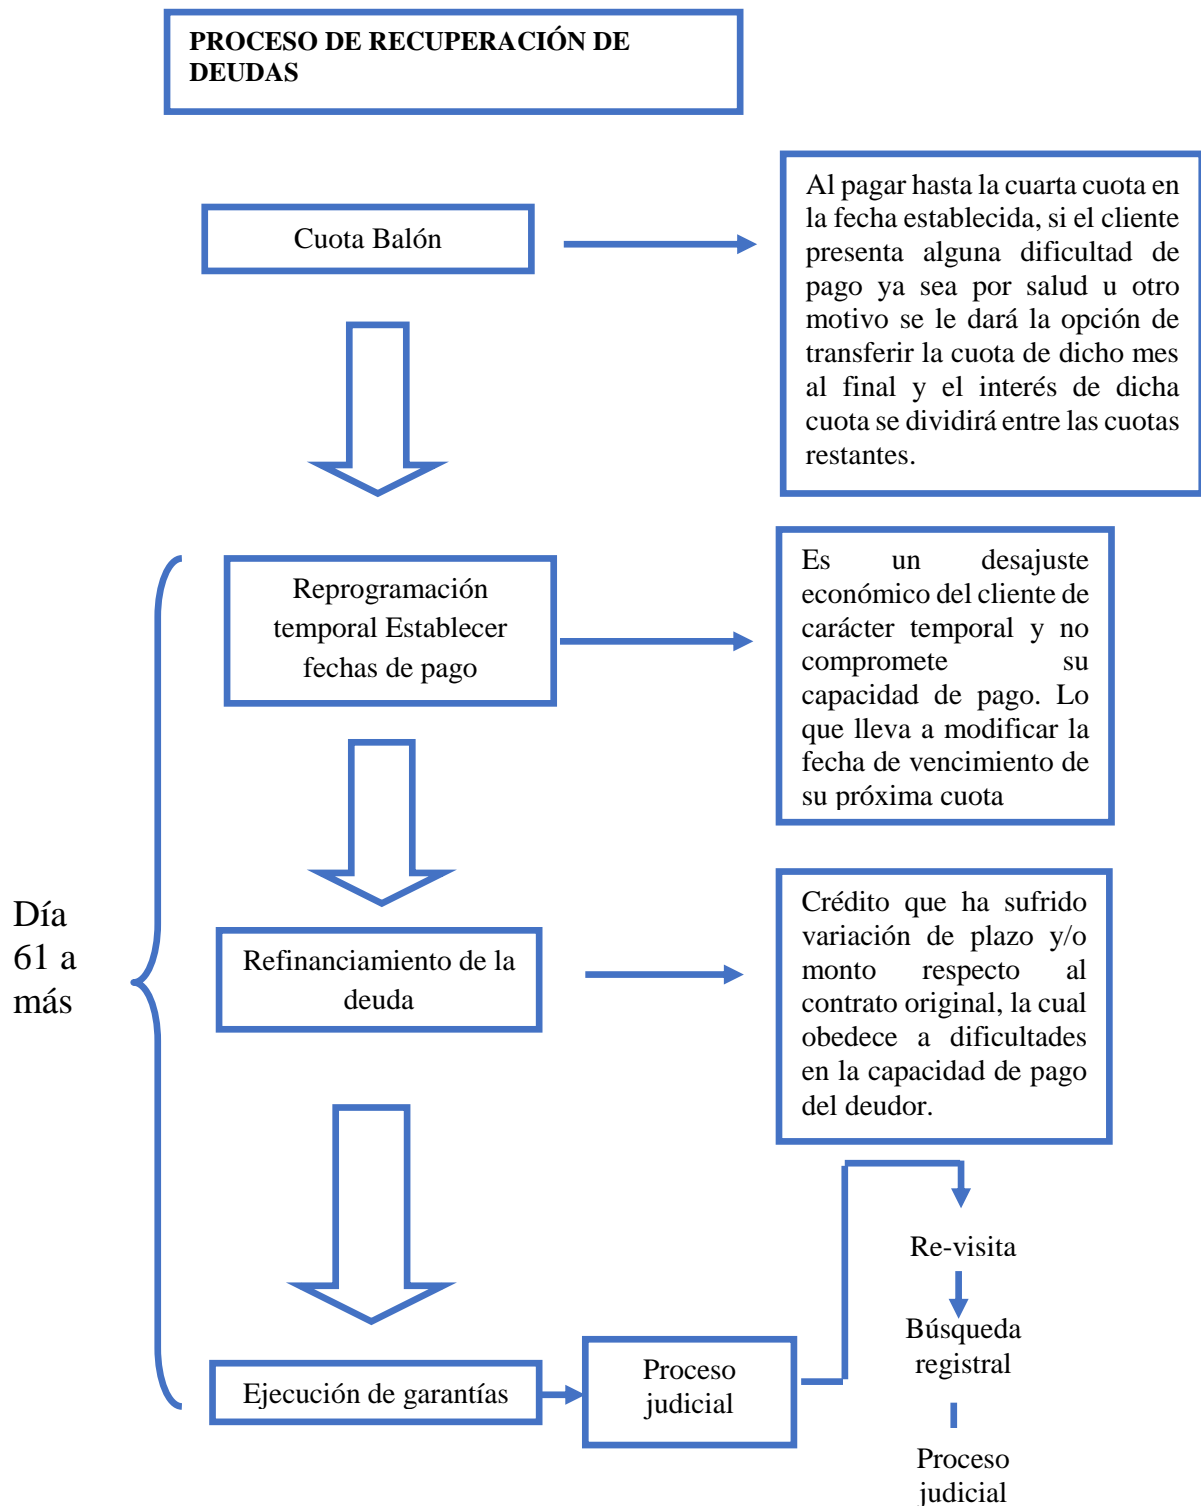 PROCESO DE RECUPERACIÓN DE
DEUDAS
Cuota Balón
Al pagar hasta la cuarta cuota en
la fecha establecida, si el cliente
presenta alguna dificultad de
pago ya sea por salud u otro
motivo se le dará la opción de
transferir la cuota de dicho mes
al final y el interés de dicha
cuota se dividirá entre las cuotas
restantes.
Reprogramación
temporal Establecer
fechas de pago
Es un desajuste
económico del cliente de
carácter temporal y no
compromete su
capacidad de pago. Lo
que lleva a modificar la
fecha de vencimiento de
su próxima cuota
Día
61 a
más
Refinanciamiento de la
deuda
Crédito que ha sufrido
variación de plazo y/o
monto respecto al
contrato original, la cual
obedece a dificultades
en la capacidad de pago
del deudor.
Ejecución de garantías
Proceso
judicial
Re-visita
Búsqueda
registral
Proceso
judicial